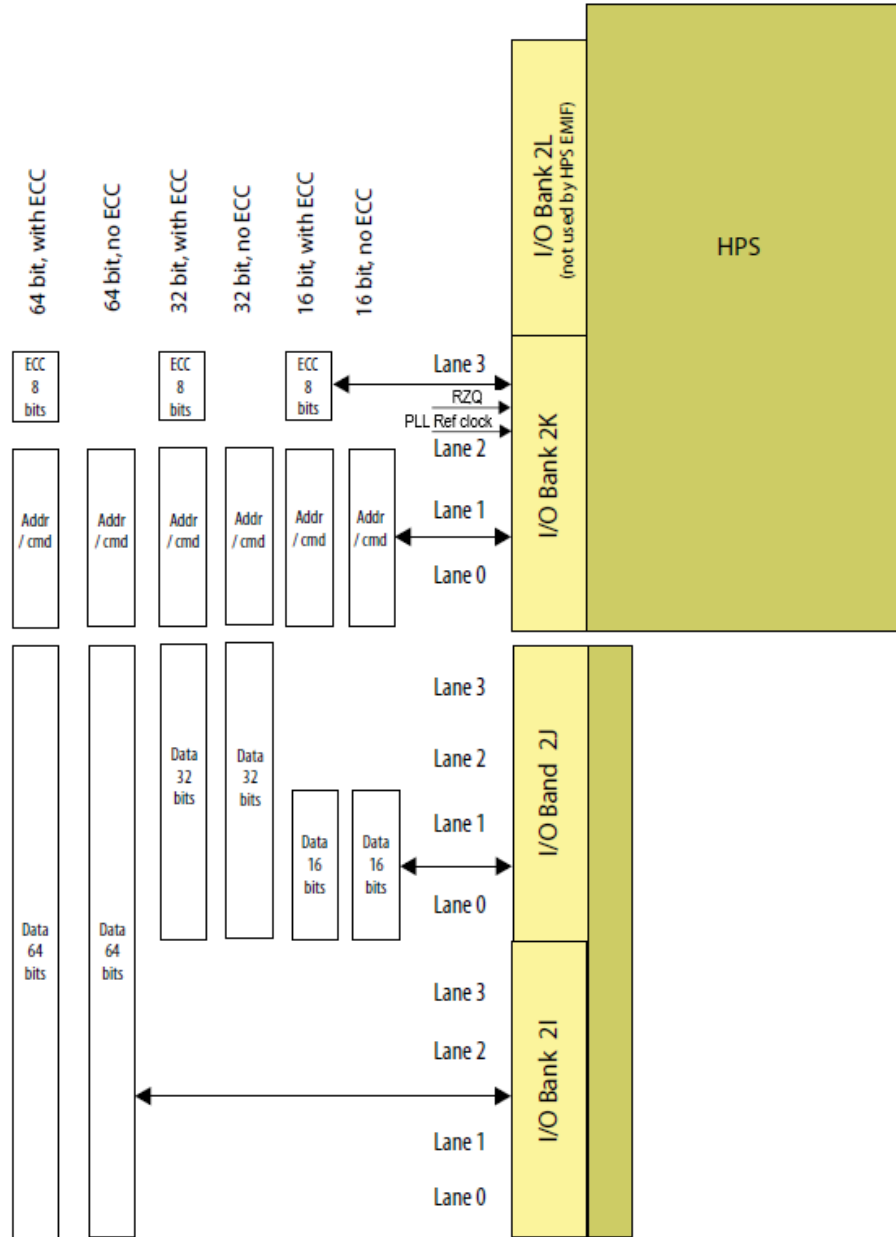 64 bit, with ECC
64 bit, no ECC
32 bit, with ECC
32 bit, no ECC
16 bit, with ECC
16 bit, no ECC
I/O Bank 2L
(not used by HPS EMIF)
HPS
ECC
8
bits
ECC
8
bits
ECC
8
bits
Lane 3
RZQ
PLL Ref clock
Lane 2
I/O Bank 2K
Addr
/ cmd
Addr
/ cmd
Addr
/ cmd
Addr
/ cmd
Addr
/ cmd
Addr
/ cmd
Lane 1
Lane 0
Lane 3
Lane 2
Lane 1
Lane 0
I/O Band 2J
Data
32
bits
Data
32
bits
Data
16
bits
Data
16
bits
Data
64
bits
Data
64
bits
Lane 3
Lane 2
Lane 1
Lane 0
I/O Bank 2I